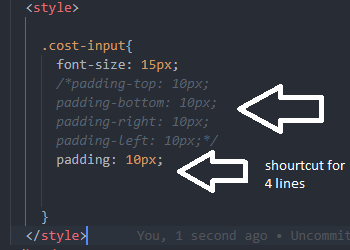 <style>
.cost-input{
font-size: 15px;
/*padding-top: 10px;
padding-bottom: 10px;
padding-right: 10px;
padding-left: 10px;*/
padding: 10px;
shourtcut for
4 lines
}
</style>
You, 1 second ago • Uncommit